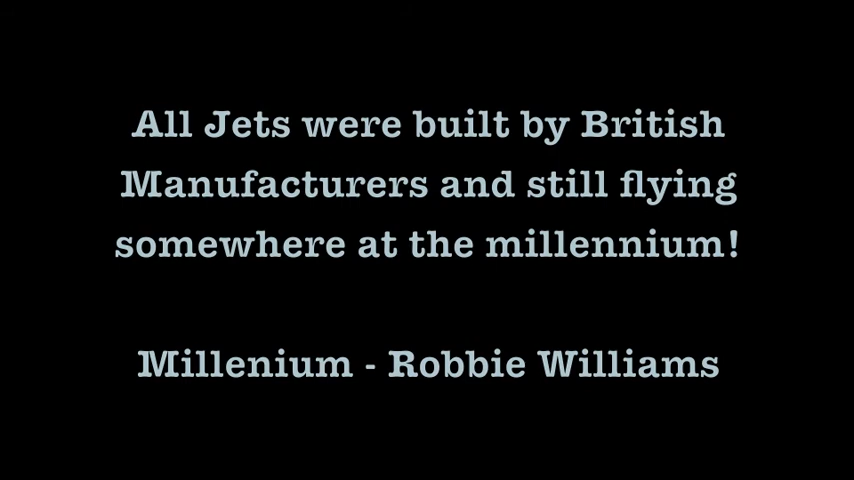 All Jets were built by British
Manufacturers and still flying
somewhere at the millennium!
Millenium - Robbie Williams